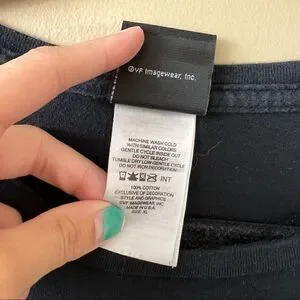 ©VF Imagewear, Inc.
MACHINE WASH COLD
WITH SIMILAR COLORS
GENTLE CYCLE INSIDE OUT
DO NOT BLEACH
TUMBLE DRY LOW GENTLE CYCLE
DO NOT IRON DECORATION
INT
100% COTTON
EXCLUSIVE OF DECORATION
STYLE AND GRAPHICS
©VF IMAGEWEAR, INC
MADE IN U.S.A.
SIZE: XL